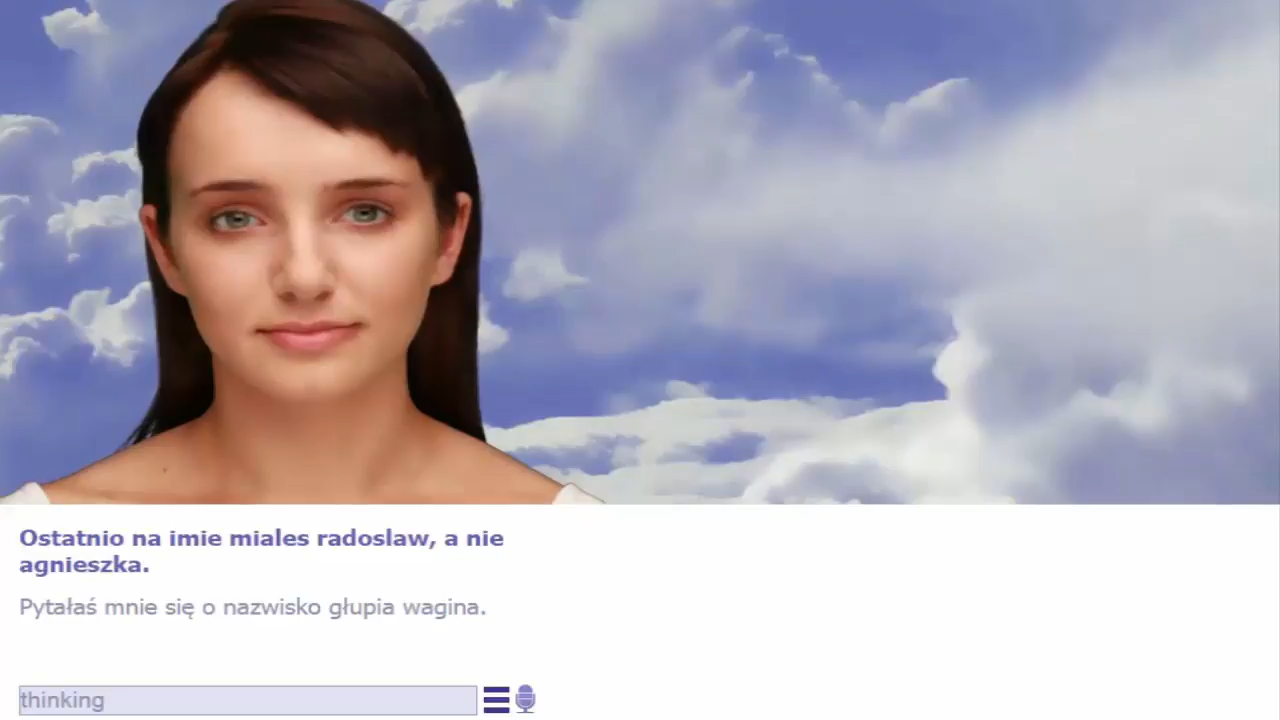 Ostatnio na imie miales radoslaw, a nie
agnieszka.
Pytałaś mnie się o nazwisko głupia wagina.
thinking